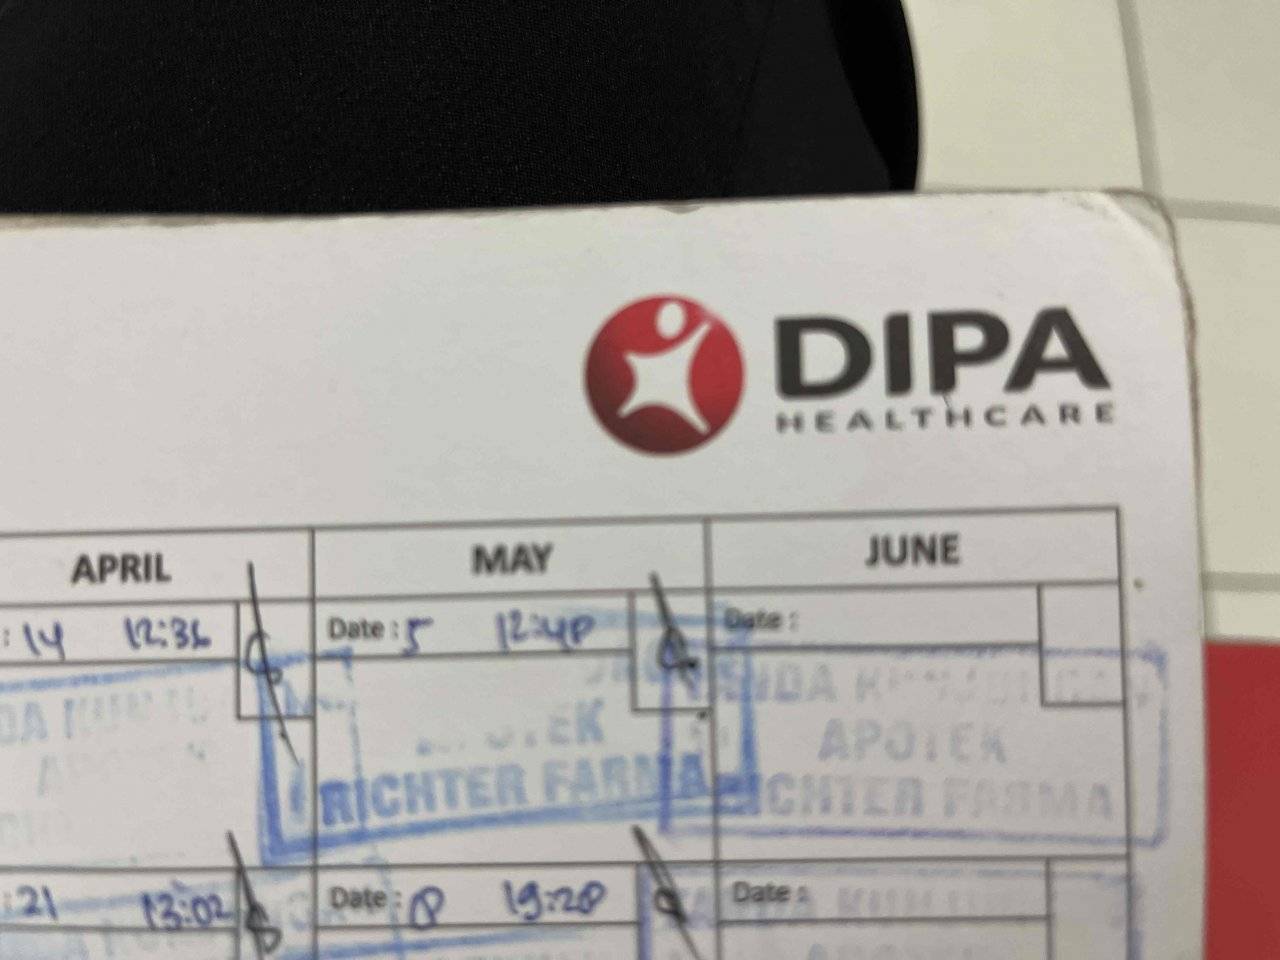 DIPA
HEALTHCARE
APRIL MAY JUNE
: 14 12:36 Date : 5 12:48 Date :
APOTEK
RICHTER FARMA
APOTEK
RICHTER FARMA
: 21 13:02 Date : 8 19:28 Date :